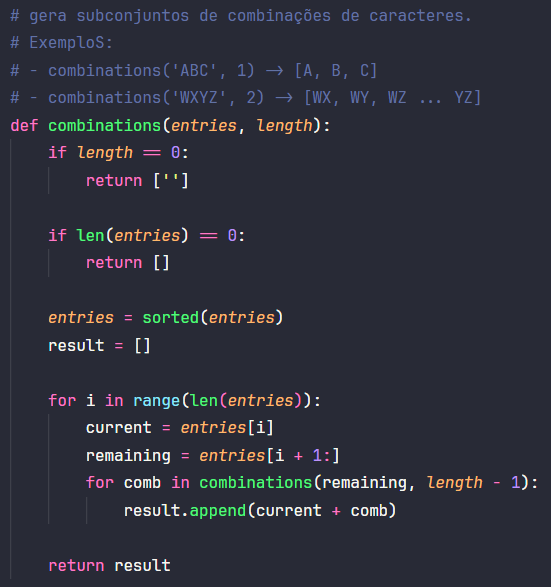 # gera subconjuntos de combinações de caracteres.
# ExemploS:
# - combinations('ABC', 1) -> [A, B, C]
# - combinations('WXYZ', 2) -> [WX, WY, WZ ... YZ]
def combinations(entries, length):
    if length == 0:
        return ['']

    if len(entries) == 0:
        return []

    entries = sorted(entries)
    result = []

    for i in range(len(entries)):
        current = entries[i]
        remaining = entries[i + 1:]
        for comb in combinations(remaining, length - 1):
            result.append(current + comb)

    return result